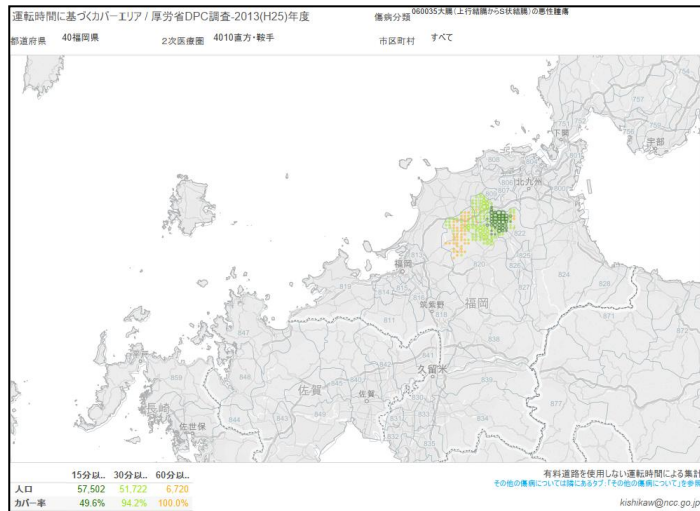 運転時間に基づくカバーエリア / 厚労省DPC調査-2013(H25)年度
傷病分類 060035大腸(上行結腸からS状結腸)の悪性腫瘍
都道府県 40福岡県 2次医療圏 4010直方・鞍手 市区町村 すべて
下関
宇部
北九州
福岡
筑紫野
福岡
久留米
佐賀
佐賀
長崎
佐世保
15分以.. 30分以.. 60分以..
人口 57,502 51,722 6,720
カバー率 49.6% 94.2% 100.0%
有料道路を使用しない運転時間による集計
その他の傷病については隣にあるタブ:「その他の傷病について」を参照
kishikaw@ncc.go.jp